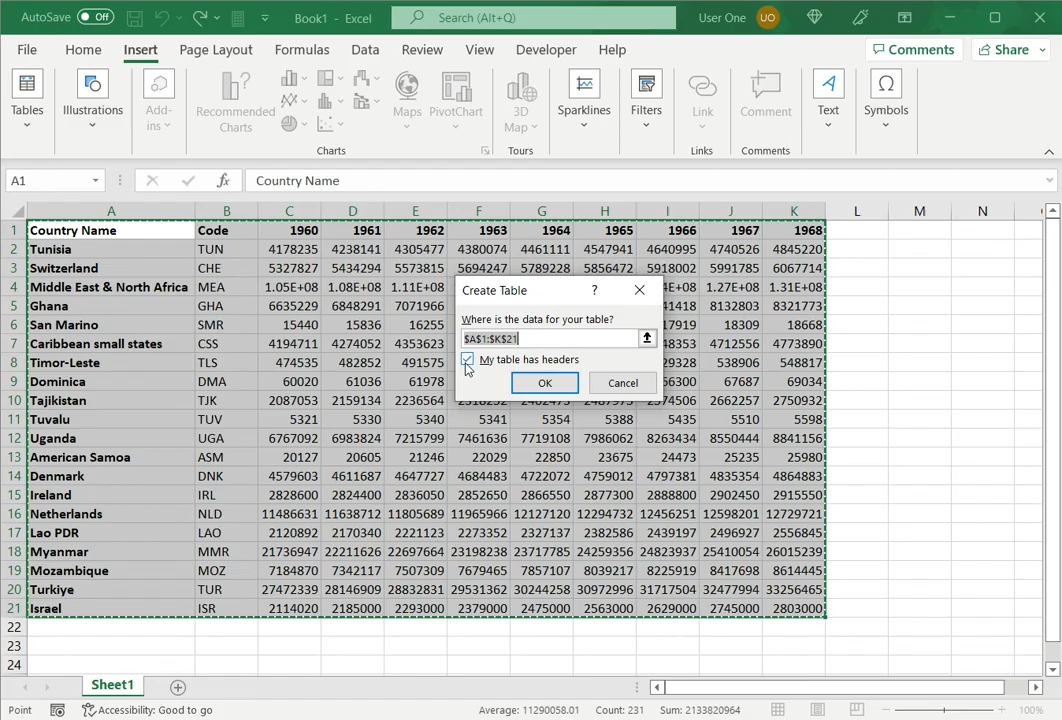 AutoSave Off Book1 - Excel Search (Alt+Q) User One UO
File Home Insert Page Layout Formulas Data Review View Developer Help Comments Share
Tables Illustrations Add-ins Recommended Charts Maps PivotChart 3D Map Sparklines Filters Link Comment Text Symbols
Charts Tours Links Comments
A1 fx Country Name
A B C D E F G H I J K L M N
1 Country Name Code 1960 1961 1962 1963 1964 1965 1966 1967 1968
2 Tunisia TUN 4178235 4238141 4305477 4380074 4461111 4547941 4640995 4740526 4845220
3 Switzerland CHE 5327827 5434294 5573815 5694247 5789228 5856472 5918002 5991785 6067714
4 Middle East & North Africa MEA 1.05E+08 1.08E+08 1.11E+08 1.27E+08 1.31E+08
5 Ghana GHA 6635229 6848291 7071966 8132803 8321773
6 San Marino SMR 15440 15836 16255 17919 18309 18668
7 Caribbean small states CSS 4194711 4274052 4353623 4712556 4773890
8 Timor-Leste TLS 474535 482852 491575 538906 548817
9 Dominica DMA 60020 61036 61978 67687 69034
10 Tajikistan TJK 2087053 2159134 2236564 2662257 2750932
11 Tuvalu TUV 5321 5330 5340 5341 5354 5388 5435 5510 5598
12 Uganda UGA 6767092 6983824 7215799 7461636 7719108 7986062 8263434 8550444 8841156
13 American Samoa ASM 20127 20605 21246 22029 22850 23675 24473 25235 25980
14 Denmark DNK 4579603 4611687 4647727 4684483 4722072 4759012 4797381 4835354 4864883
15 Ireland IRL 2828600 2824400 2836050 2852650 2866550 2877300 2888800 2902450 2915550
16 Netherlands NLD 11486631 11638712 11805689 11965966 12127120 12294732 12456251 12598201 12729721
17 Lao PDR LAO 2120892 2170340 2221123 2273352 2327137 2382586 2439197 2496927 2556845
18 Myanmar MMR 21736947 22211626 22697664 23198238 23717785 24259356 24823937 25410054 26015239
19 Mozambique MOZ 7184870 7342117 7507309 7679465 7857107 8039217 8225919 8417698 8614445
20 Turkiye TUR 27472339 28146909 28832831 29531362 30244258 30972996 31717504 32477994 33256465
21 Israel ISR 2114020 2185000 2293000 2379000 2475000 2563000 2629000 2745000 2803000
22
23
24
Create Table ?
Where is the data for your table?
$A$1:$K$21
My table has headers
OK Cancel
Sheet1
Point Accessibility: Good to go Average: 11290058.01 Count: 231 Sum: 2133820964 100%